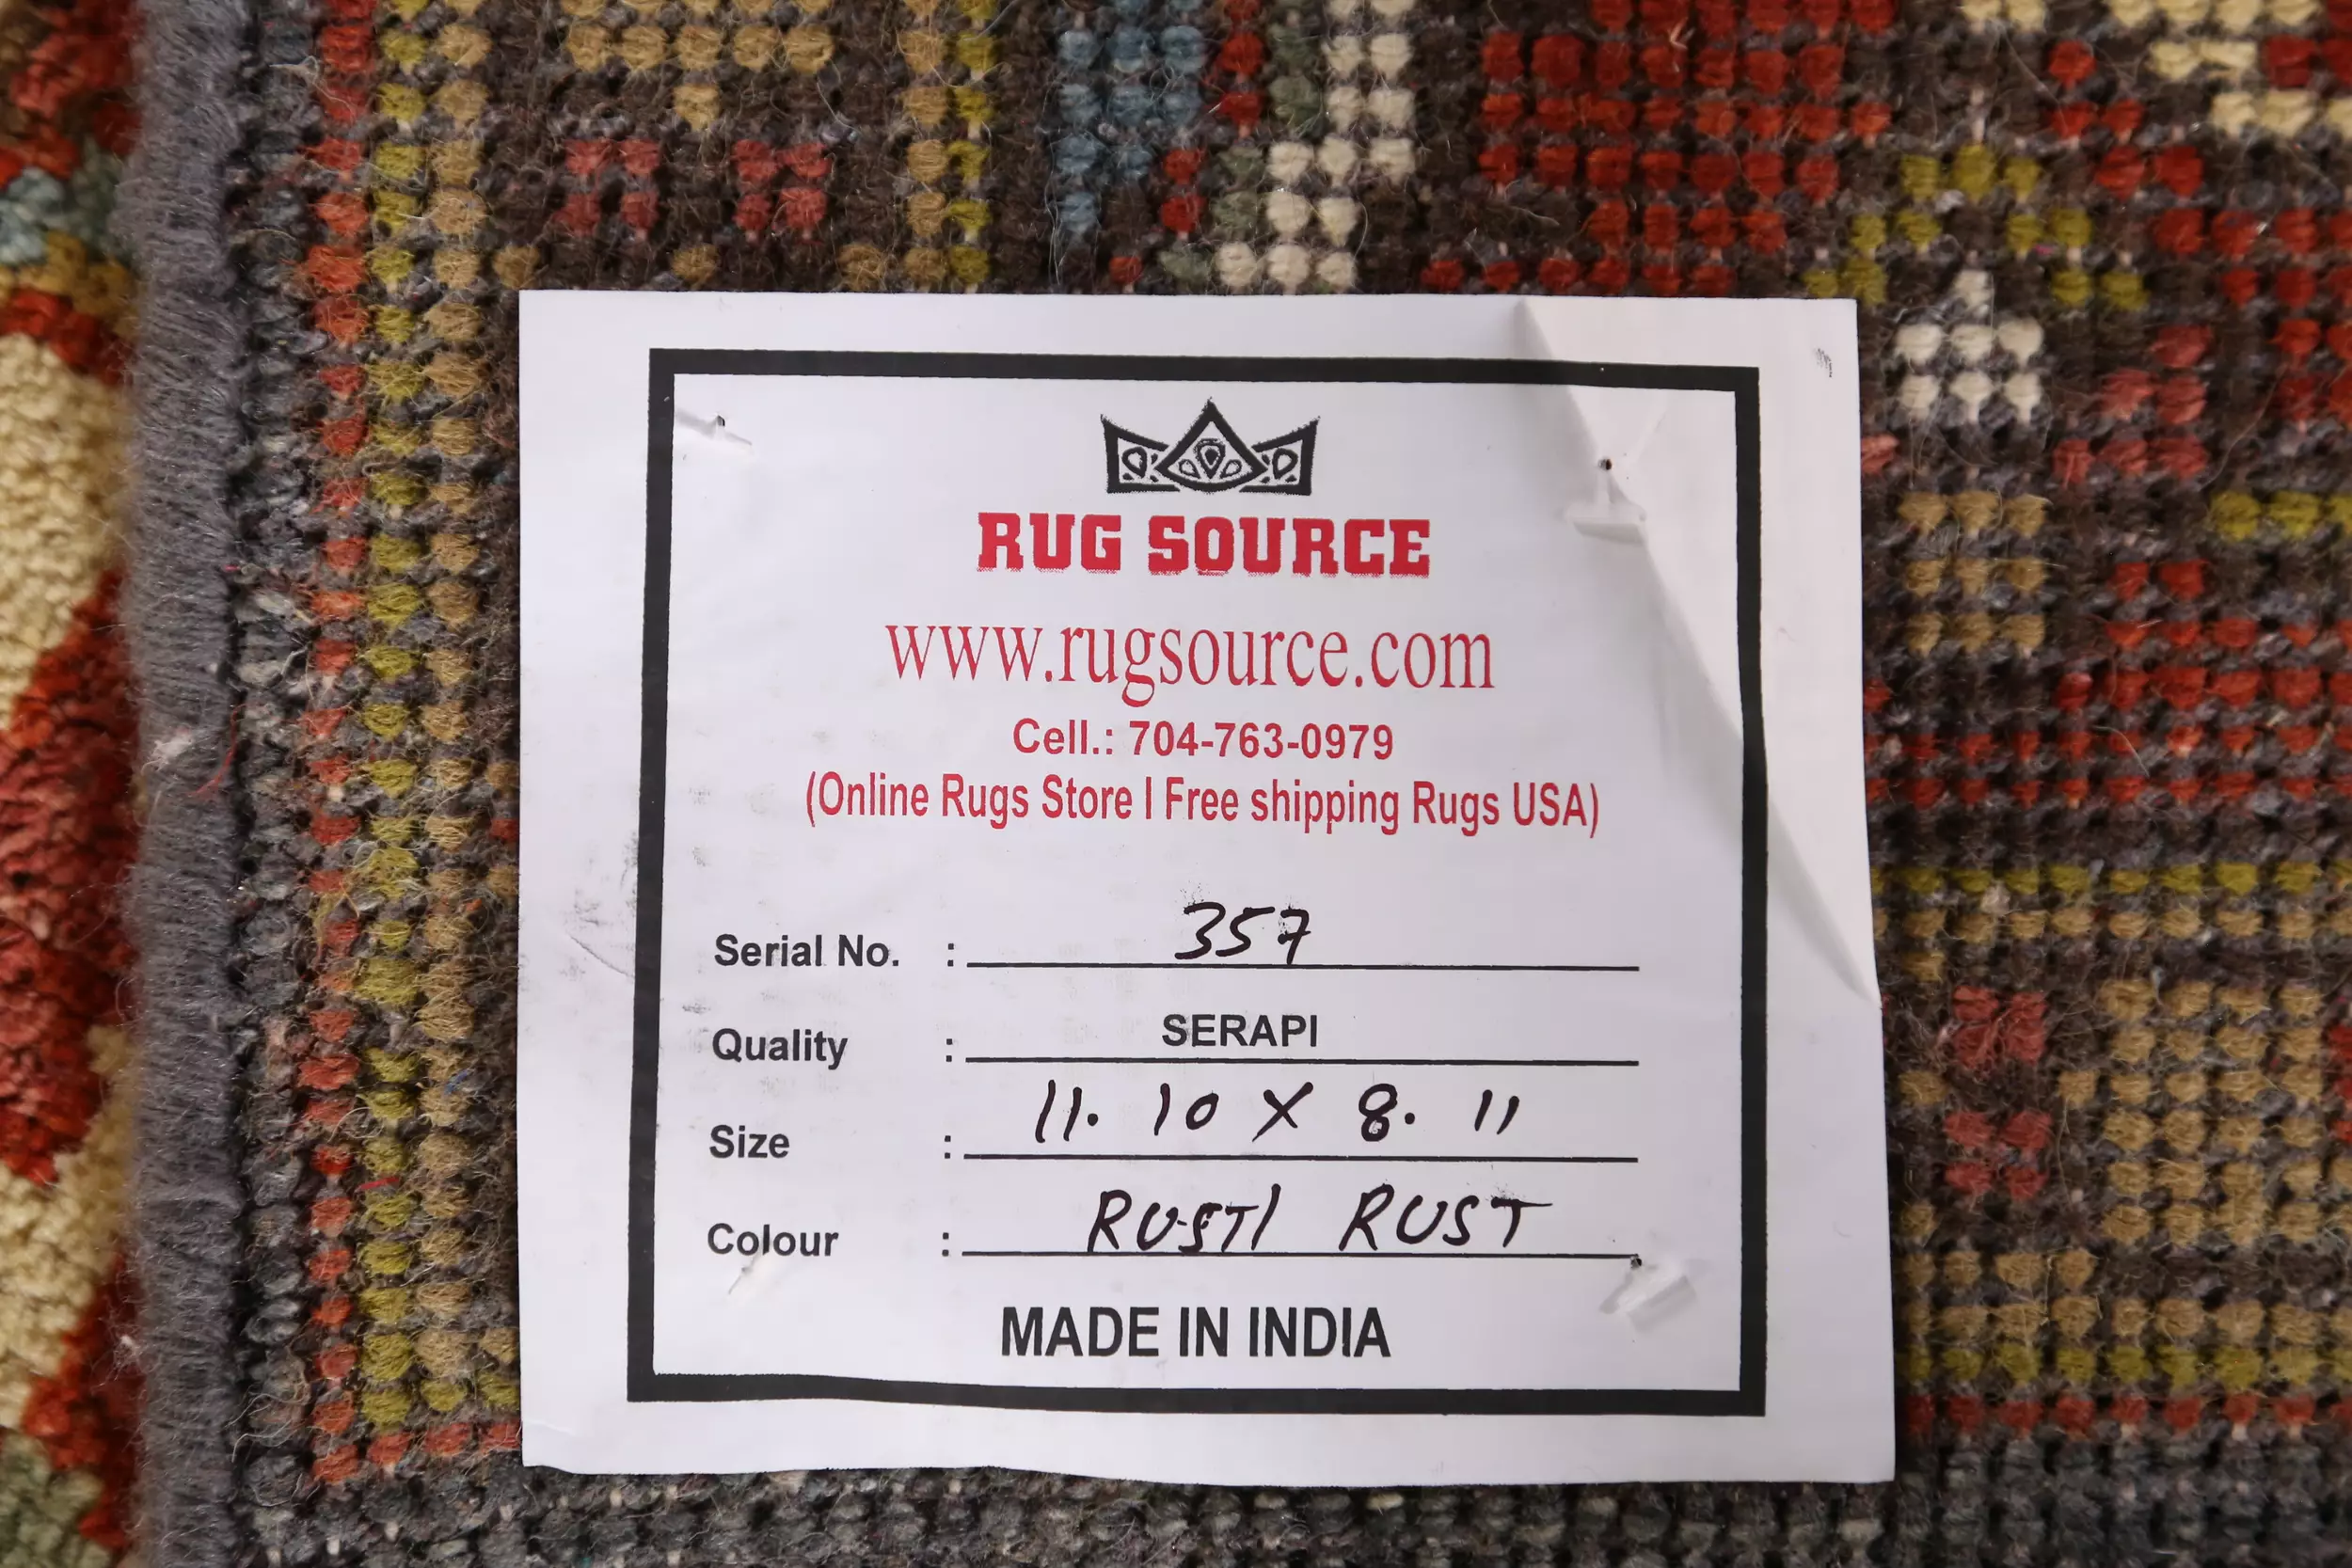 RUG SOURCE
www.rugsource.com
Cell.: 704-763-0979
(Online Rugs Store I Free shipping Rugs USA)
Serial No. : 357
Quality : SERAPI
Size : 11. 10 X 8. 11
Colour : RUST/ RUST
MADE IN INDIA